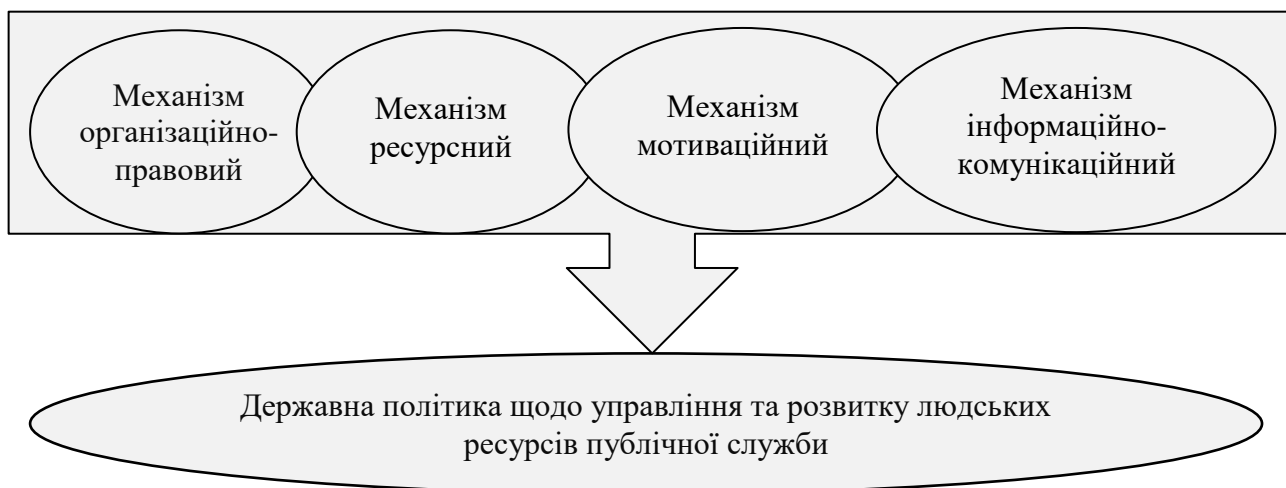 Механізм
організаційно-
правовий
Механізм
ресурсний
Механізм
мотиваційний
Механізм
інформаційно-
комунікаційний
Державна політика щодо управління та розвитку людських
ресурсів публічної служби